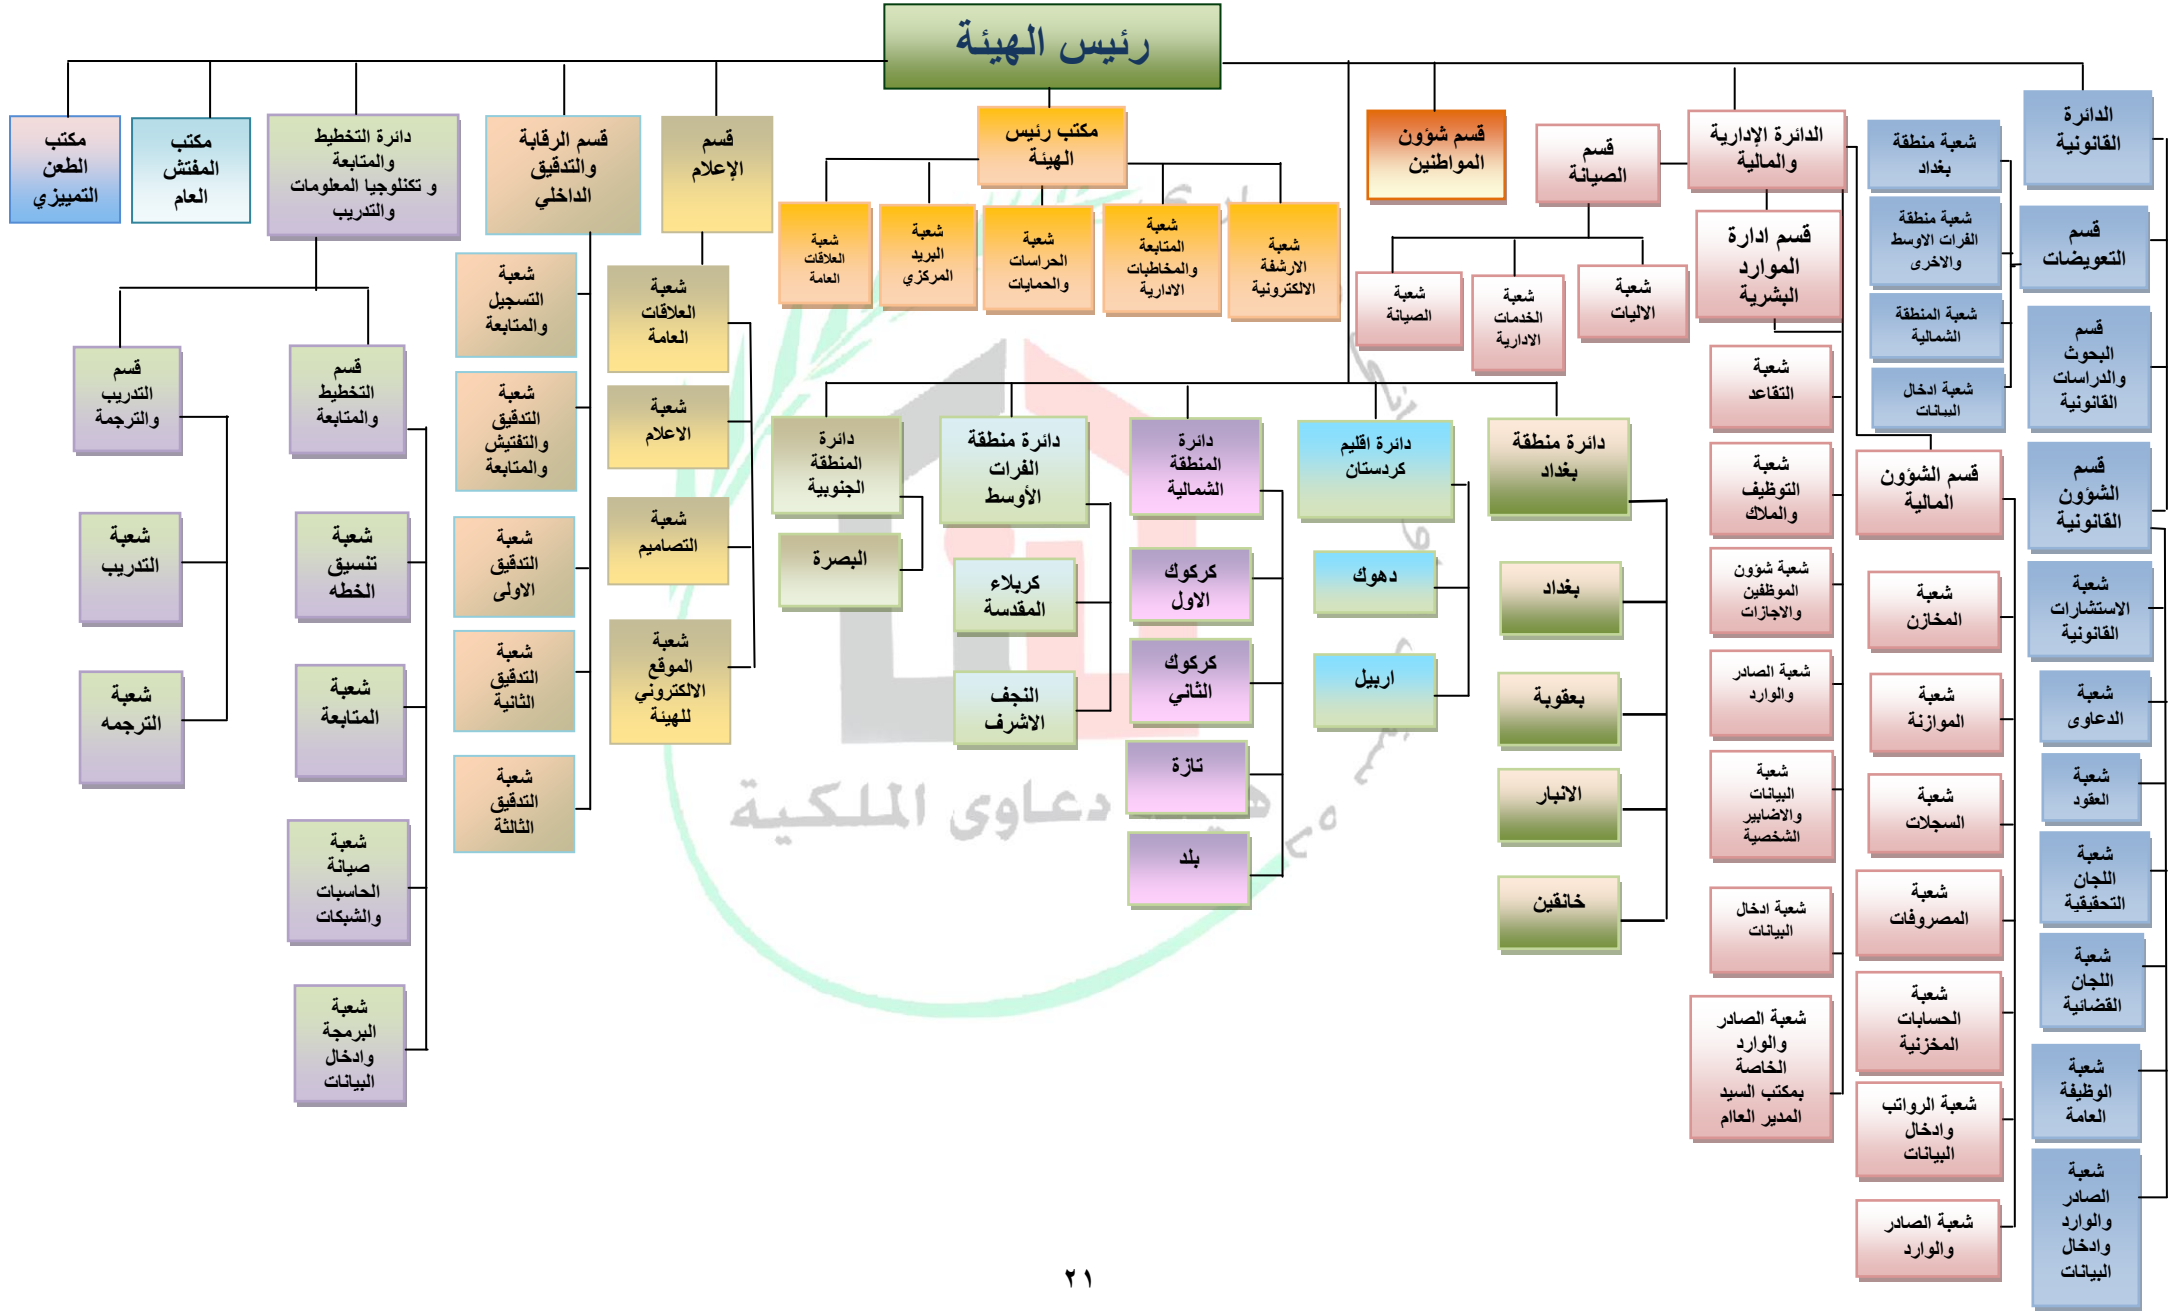 رئيس الهيئة
الدائرة
القانونية
شعبة منطقة
بغداد
شعبة منطقة
الفرات الاوسط
والاخرى
شعبة المنطقة
الشمالية
شعبة ادخال
البيانات
قسم
التعويضات
قسم
البحوث
والدراسات
القانونية
قسم
الشؤون
القانونية
شعبة
الاستشارات
القانونية
شعبة
الدعاوى
شعبة
العقود
شعبة
اللجان
التحقيقية
شعبة
اللجان
القضائية
شعبة
الوظيفة
العامة
شعبة
الصادر
والوارد
وادخال
البيانات
الدائرة الإدارية
والمالية
قسم
الصيانة
شعبة
الاليات
شعبة
الخدمات
الادارية
شعبة
الصيانة
قسم ادارة
الموارد
البشرية
شعبة
التقاعد
شعبة
التوظيف
والملاك
شعبة شؤون
الموظفين
والاجازات
شعبة الصادر
والوارد
شعبة
البيانات
والاضابير
الشخصية
شعبة ادخال
البيانات
شعبة الصادر
والوارد
الخاصة
بمكتب السيد
المدير العاام
قسم الشؤون
المالية
شعبة
المخازن
شعبة
الموازنة
شعبة
السجلات
شعبة
المصروفات
شعبة
الحسابات
المخزنية
شعبة الرواتب
وادخال
البيانات
شعبة الصادر
والوارد
قسم شؤون
المواطنين
مكتب رئيس
الهيئة
شعبة
الارشفة
الالكترونية
شعبة
المتابعة
والمخاطبات
الادارية
شعبة
الحراسات
والحمايات
شعبة
البريد
المركزي
شعبة
العلاقات
العامة
دائرة منطقة
بغداد
بغداد
بعقوبة
الانبار
خانقين
دائرة اقليم
كردستان
دهوك
اربيل
دائرة
المنطقة
الشمالية
كركوك
الاول
كركوك
الثاني
تازة
بلد
دائرة منطقة
الفرات
الأوسط
كربلاء
المقدسة
النجف
الاشرف
دائرة
المنطقة
الجنوبية
البصرة
قسم
الإعلام
شعبة
العلاقات
العامة
شعبة
الاعلام
شعبة
التصاميم
شعبة
الموقع
الالكتروني
للهيئة
قسم الرقابة
والتدقيق
الداخلي
شعبة
التسجيل
والمتابعة
شعبة
التدقيق
والتفتيش
والمتابعة
شعبة
التدقيق
الاولى
شعبة
التدقيق
الثانية
شعبة
التدقيق
الثالثة
دائرة التخطيط
والمتابعة
و تكنلوجيا المعلومات
والتدريب
قسم
التخطيط
والمتابعة
شعبة
تنسيق
الخطه
شعبة
المتابعة
شعبة
صيانة
الحاسبات
والشبكات
شعبة
البرمجة
وادخال
البيانات
قسم
التدريب
والترجمة
شعبة
التدريب
شعبة
الترجمه
مكتب
المفتش
العام
مكتب
الطعن
التمييزي
دعاوى الملكية
٢١